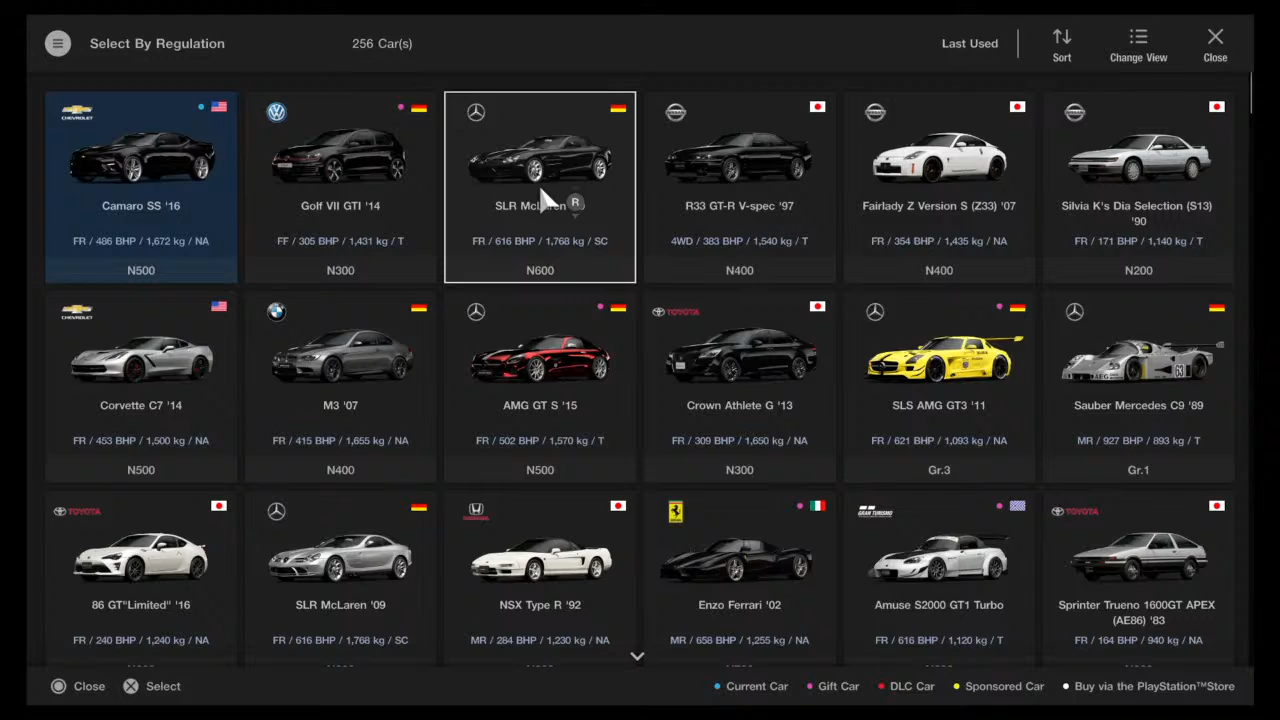 Select By Regulation
256 Car(s)
Last Used
Sort
Change View
Close
CHEVROLET
Camaro SS '16
FR / 486 BHP / 1,672 kg / NA
N500
Golf VII GTI '14
FF / 305 BHP / 1,431 kg / T
N300
R
FR / 616 BHP / 1,768 kg / SC
N600
R33 GT-R V-spec '97
4WD / 383 BHP / 1,540 kg / T
N400
Fairlady Z Version S (Z33) '07
FR / 354 BHP / 1,435 kg / NA
N400
Silvia K's Dia Selection (S13)
'90
FR / 171 BHP / 1,140 kg / T
N200
CHEVROLET
Corvette C7 '14
FR / 453 BHP / 1,500 kg / NA
N500
M3 '07
FR / 415 BHP / 1,655 kg / NA
N400
AMG GT S '15
FR / 502 BHP / 1,570 kg / T
N500
TOYOTA
Crown Athlete G '13
FR / 309 BHP / 1,650 kg / NA
N300
SLS AMG GT3 '11
FR / 621 BHP / 1,093 kg / NA
Gr.3
Sauber Mercedes C9 '89
MR / 927 BHP / 893 kg / T
Gr.1
TOYOTA
86 GT"Limited" '16
FR / 240 BHP / 1,240 kg / NA
SLR McLaren '09
FR / 616 BHP / 1,768 kg / SC
NSX Type R '92
MR / 284 BHP / 1,230 kg / NA
Enzo Ferrari '02
MR / 658 BHP / 1,255 kg / NA
GRAN TURISMO
Amuse S2000 GT1 Turbo
FR / 616 BHP / 1,120 kg / T
TOYOTA
Sprinter Trueno 1600GT APEX
(AE86) '83
FR / 164 BHP / 940 kg / NA
Close
Select
Current Car
Gift Car
DLC Car
Sponsored Car
Buy via the PlayStation™Store